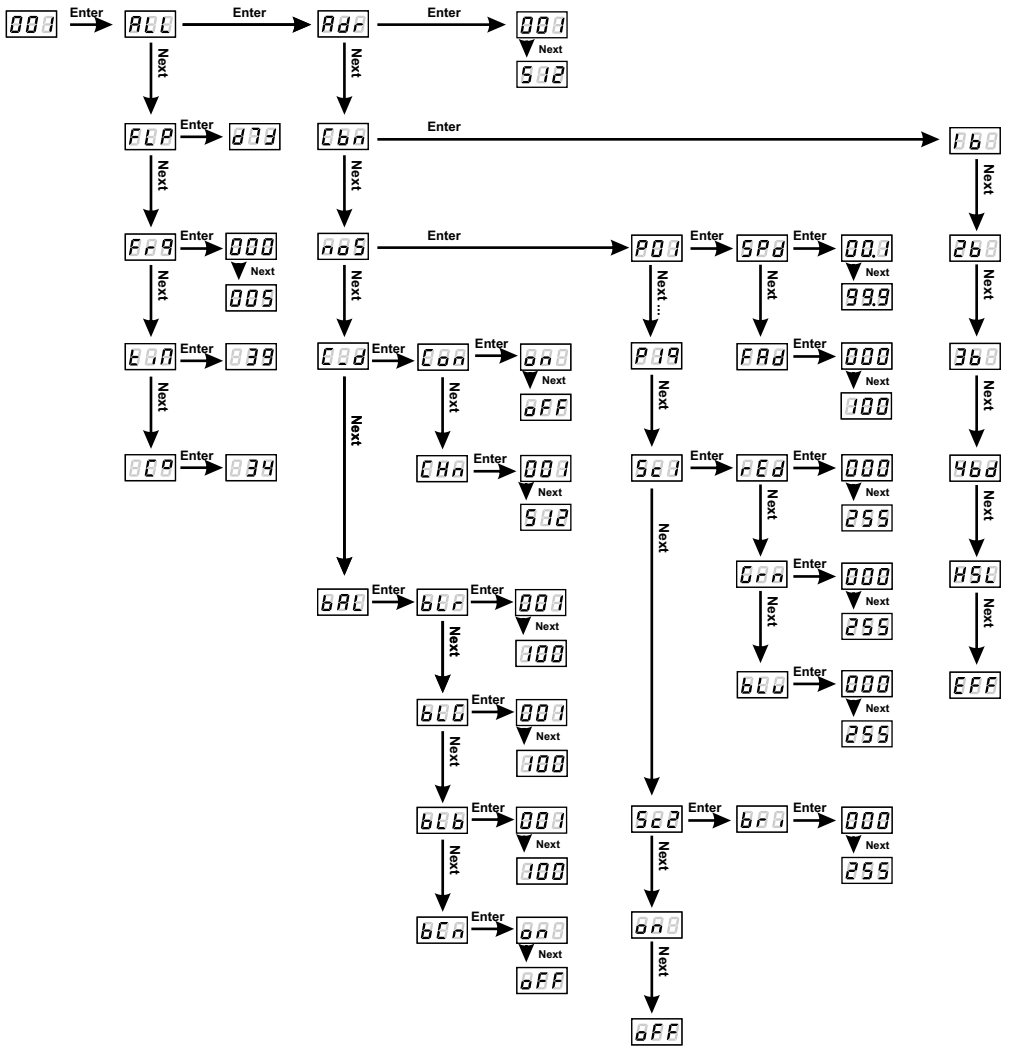 001 Enter ALL Enter Adr Enter 001
Next
512
Next Next
FLP Enter d73 Cbn Enter 1b
Next Next Next
Frq Enter 000 noS Enter P01 Enter SPd Enter 00.1 2b
Next
005
Next
99.9
Next Next Next ... Next Next
tiM Enter 39 C_d Enter Con Enter on P19 FAd Enter 000 3b
Next
oFF
Next
100
Next Next Next Next Next
C° Enter 34 CHn Enter 001 Sc1 Enter rEd Enter 000 4bd
Next
512
Next
255
Next Next Next Next
bAL Enter bLr Enter 001 Grn Enter 000 HSL
Next
100
Next
255
Next Next Next
bLG Enter 001 bLu Enter 000 EFF
Next
100
Next
255
Next
bLb Enter 001 Sc2 Enter bri Enter 000
Next
100
Next
255
Next Next
bCn Enter on on
Next
oFF
Next
oFF